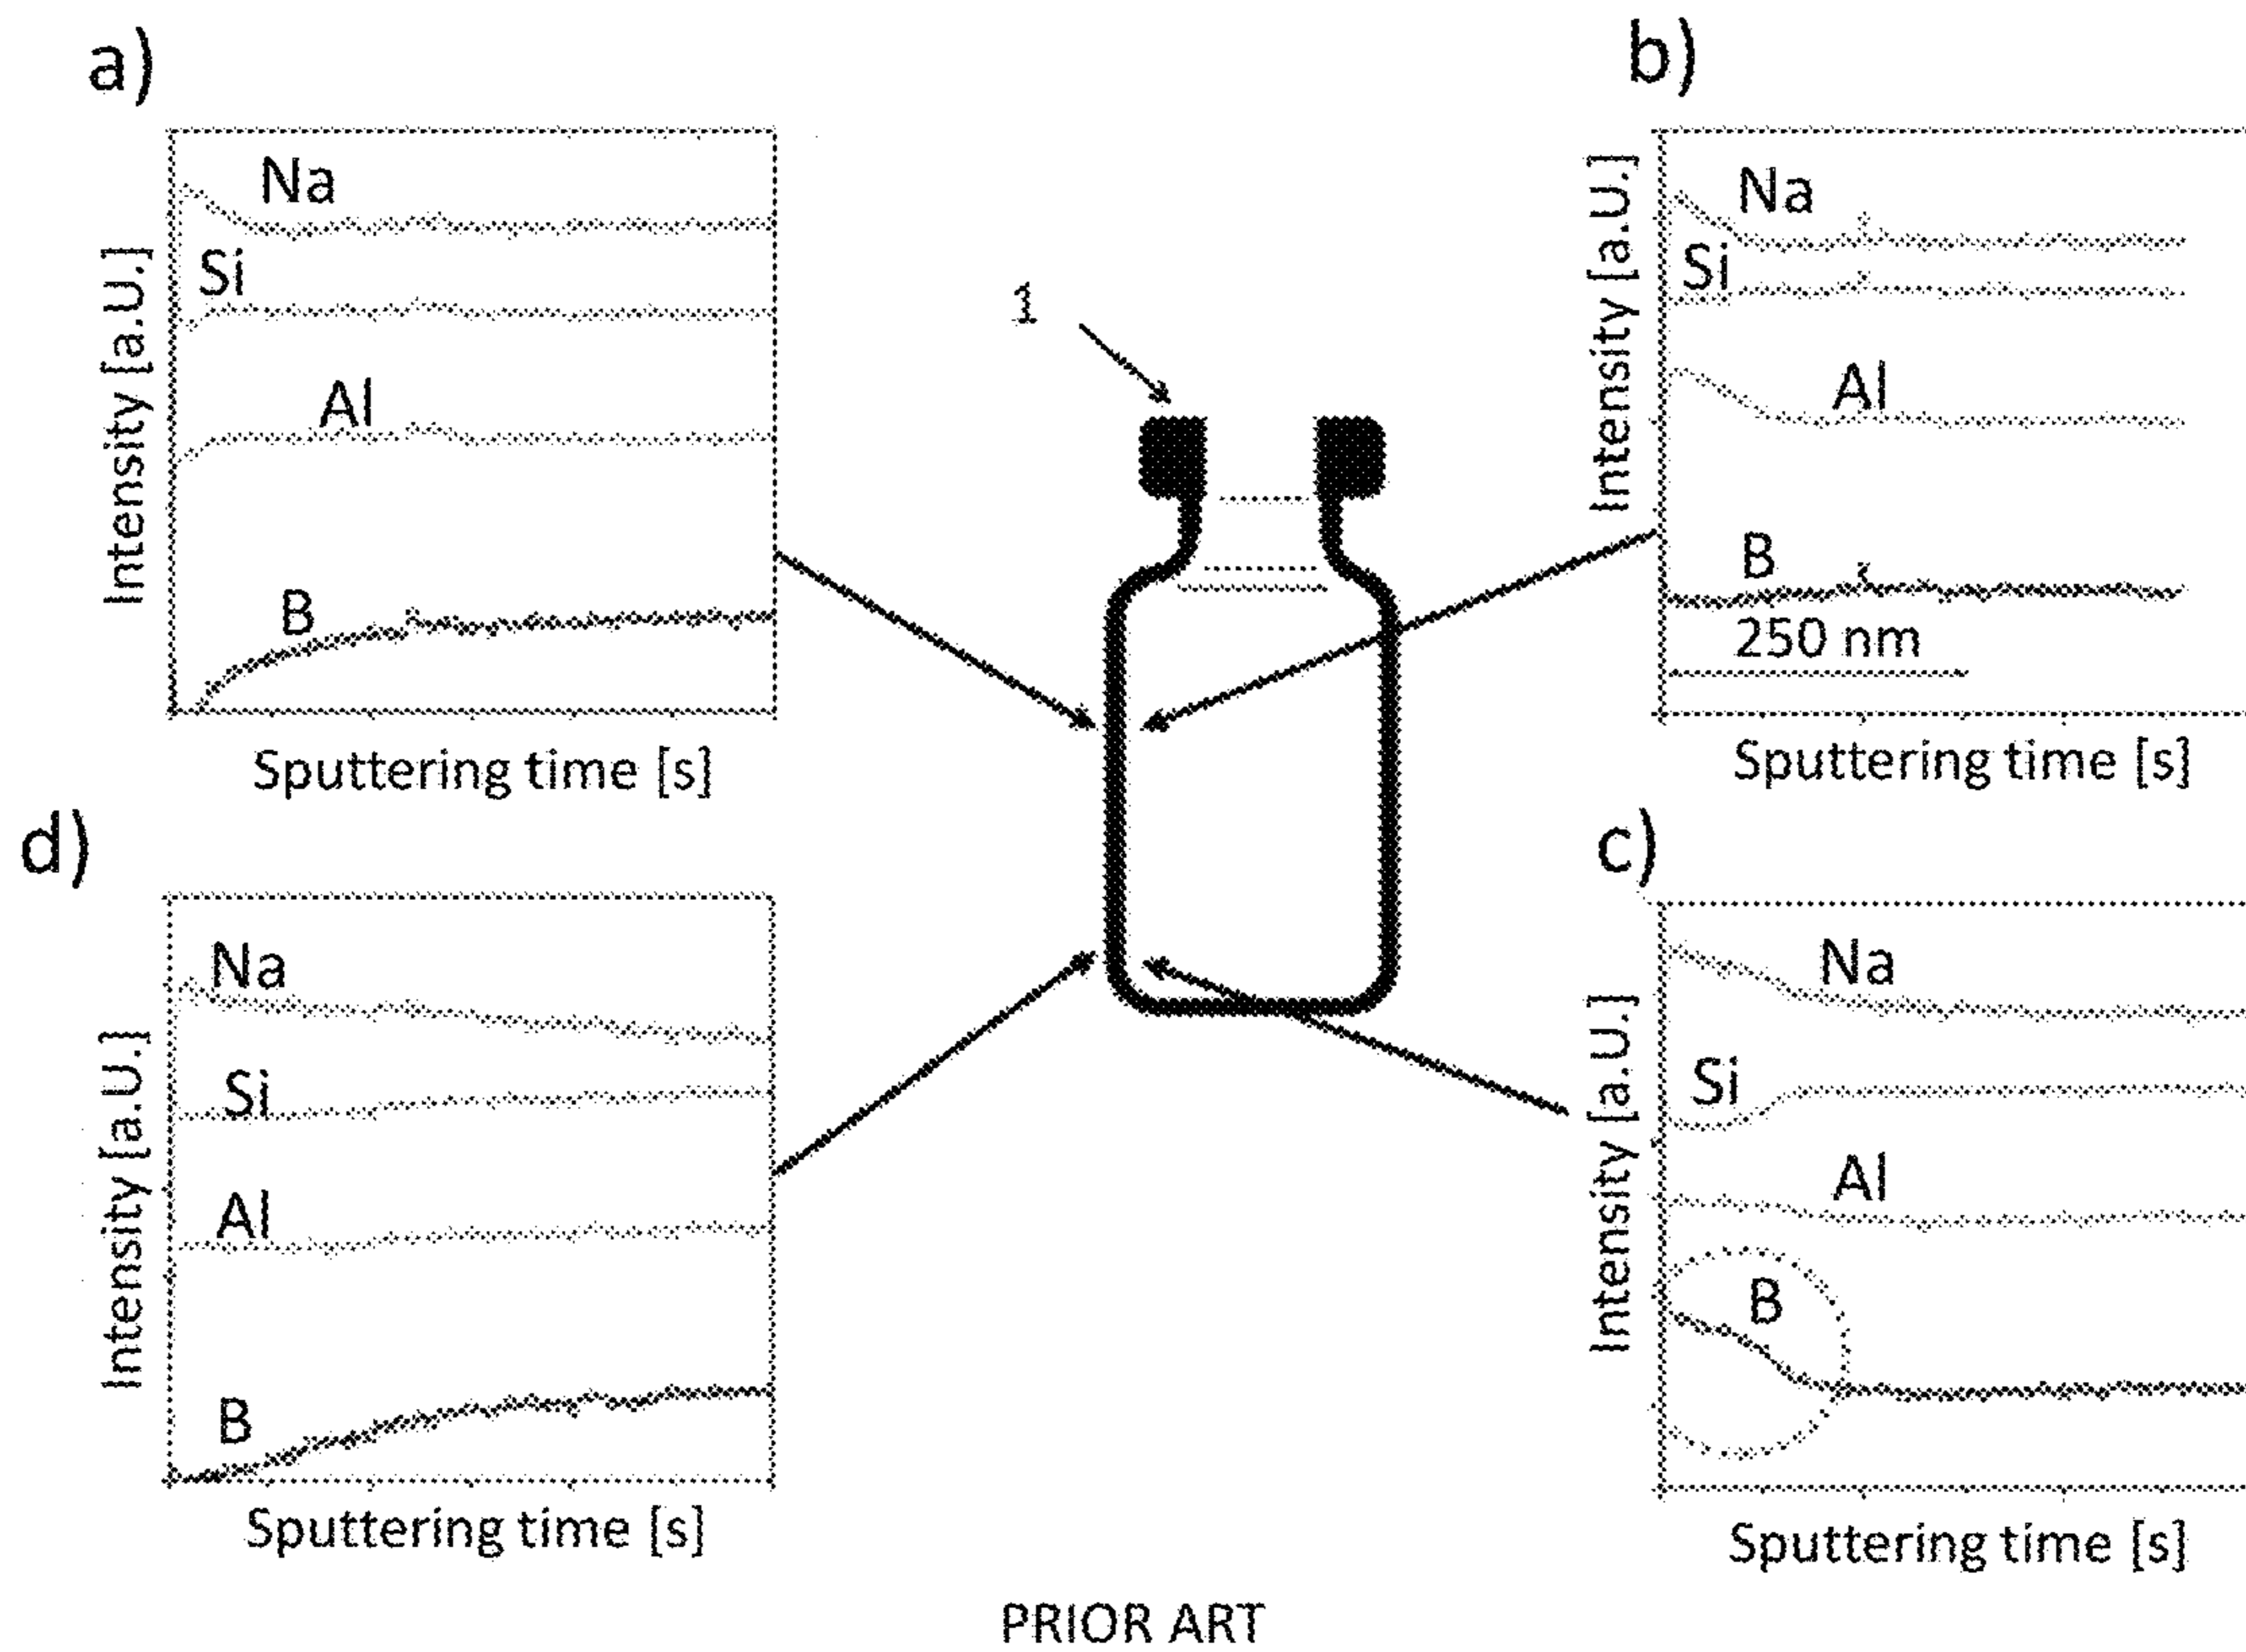 a)
Intensity [a.U.]
Na
Si
Al
B
Sputtering time [s]
b)
Intensity [a.U.]
Na
Si
Al
B
250 nm
Sputtering time [s]
1
d)
Intensity [a.U.]
Na
Si
Al
B
Sputtering time [s]
c)
Intensity [a.U.]
Na
Si
Al
B
Sputtering time [s]
PRIOR ART